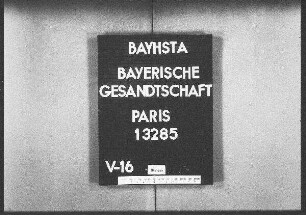 BAYHSTA
BAYERISCHE
GESANDTSCHAFT
PARIS
13285
V-16